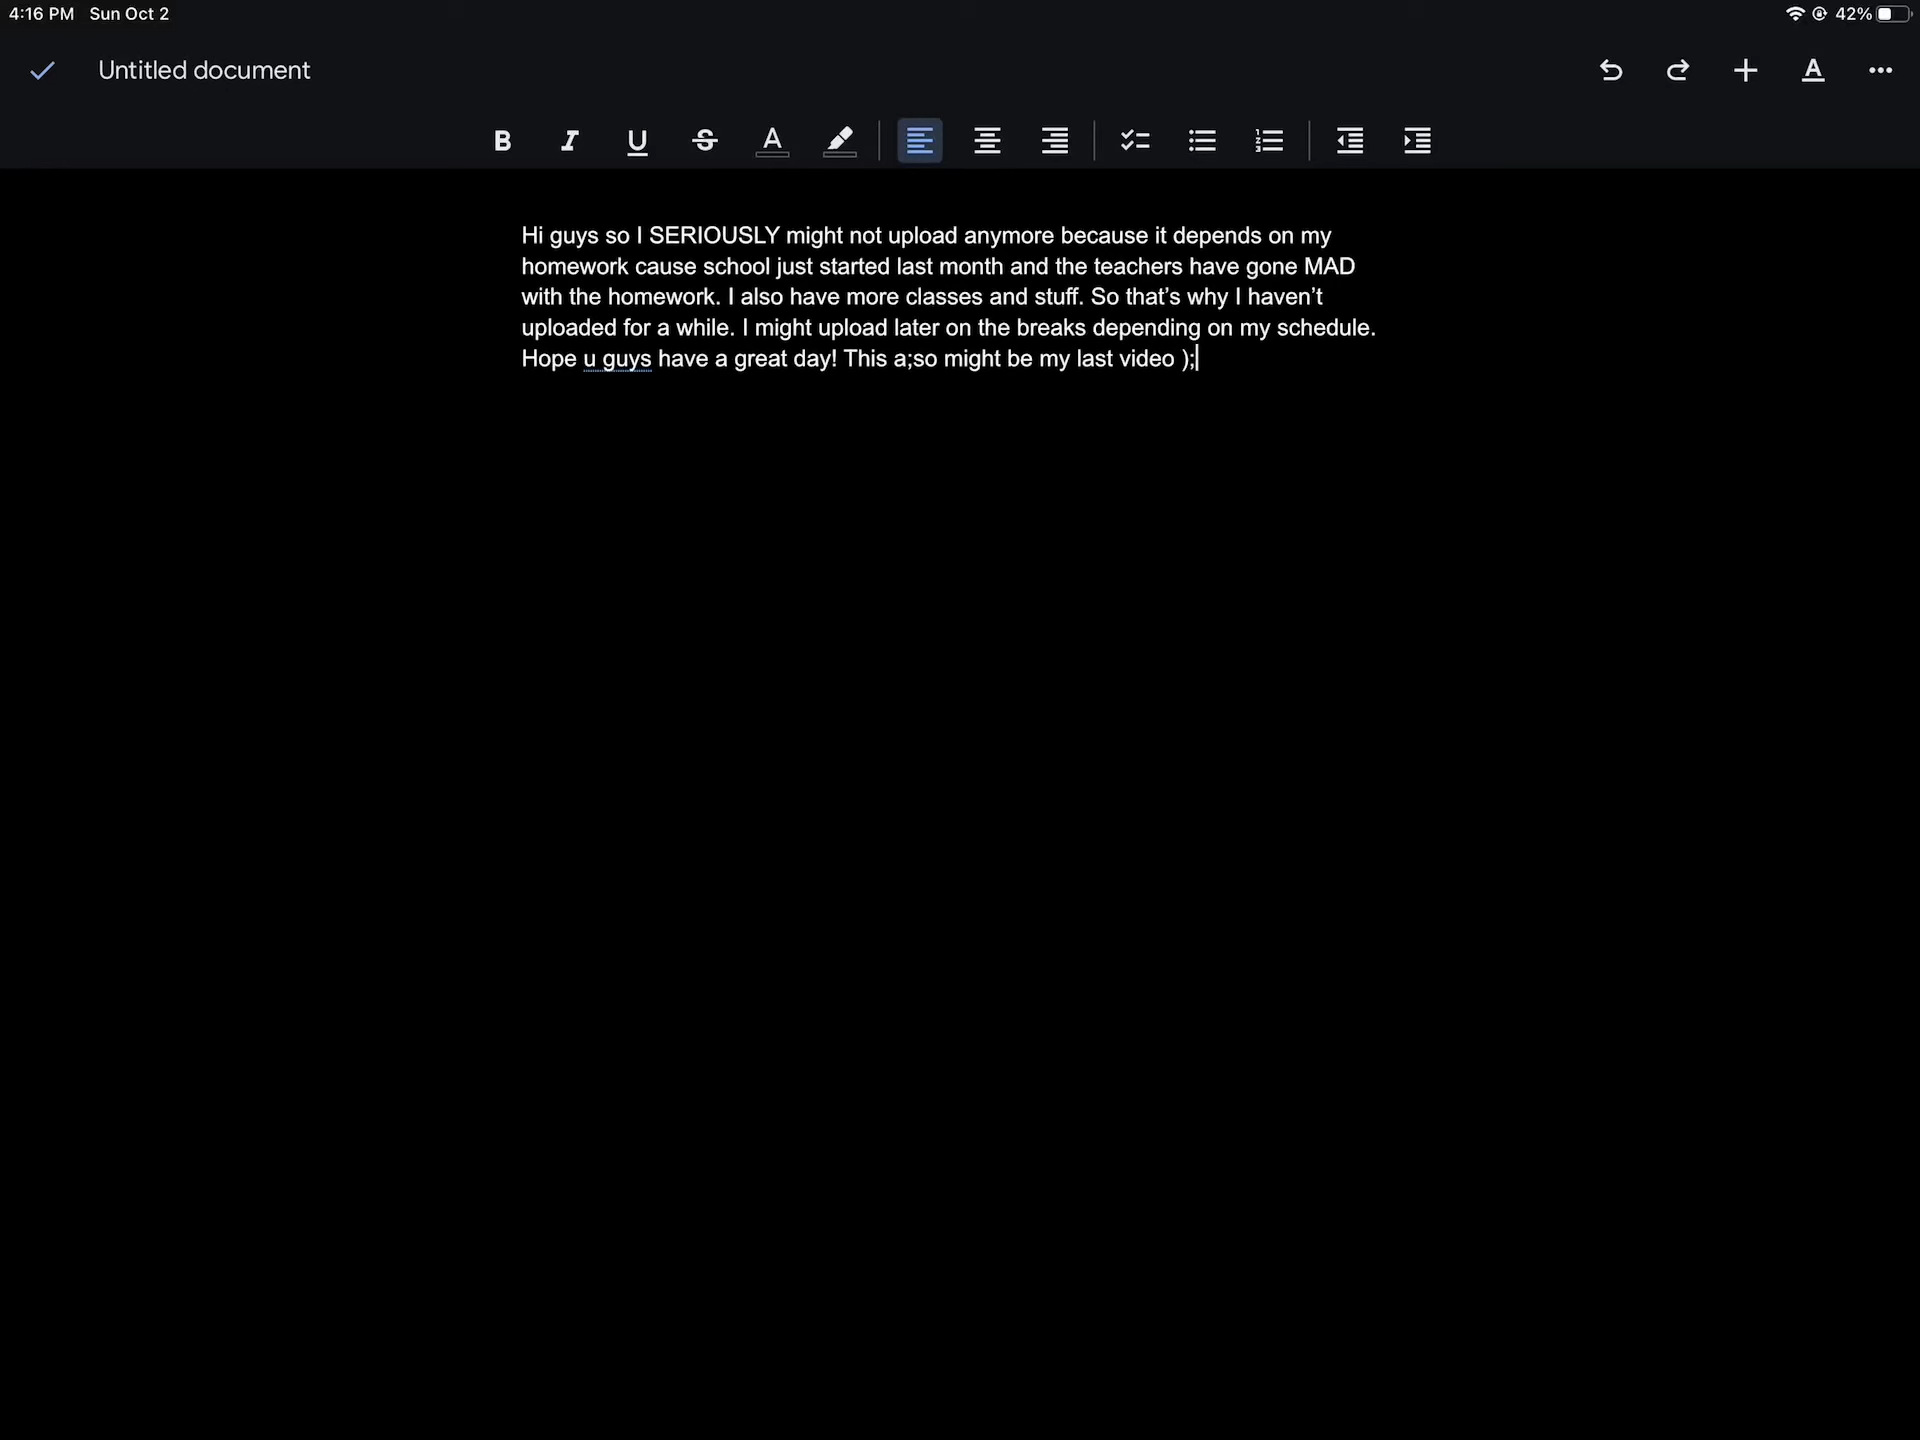 4:16 PM Sun Oct 2
42%
Untitled document
Hi guys so I SERIOUSLY might not upload anymore because it depends on my
homework cause school just started last month and the teachers have gone MAD
with the homework. I also have more classes and stuff. So that’s why I haven’t
uploaded for a while. I might upload later on the breaks depending on my schedule.
Hope u guys have a great day! This a;so might be my last video );